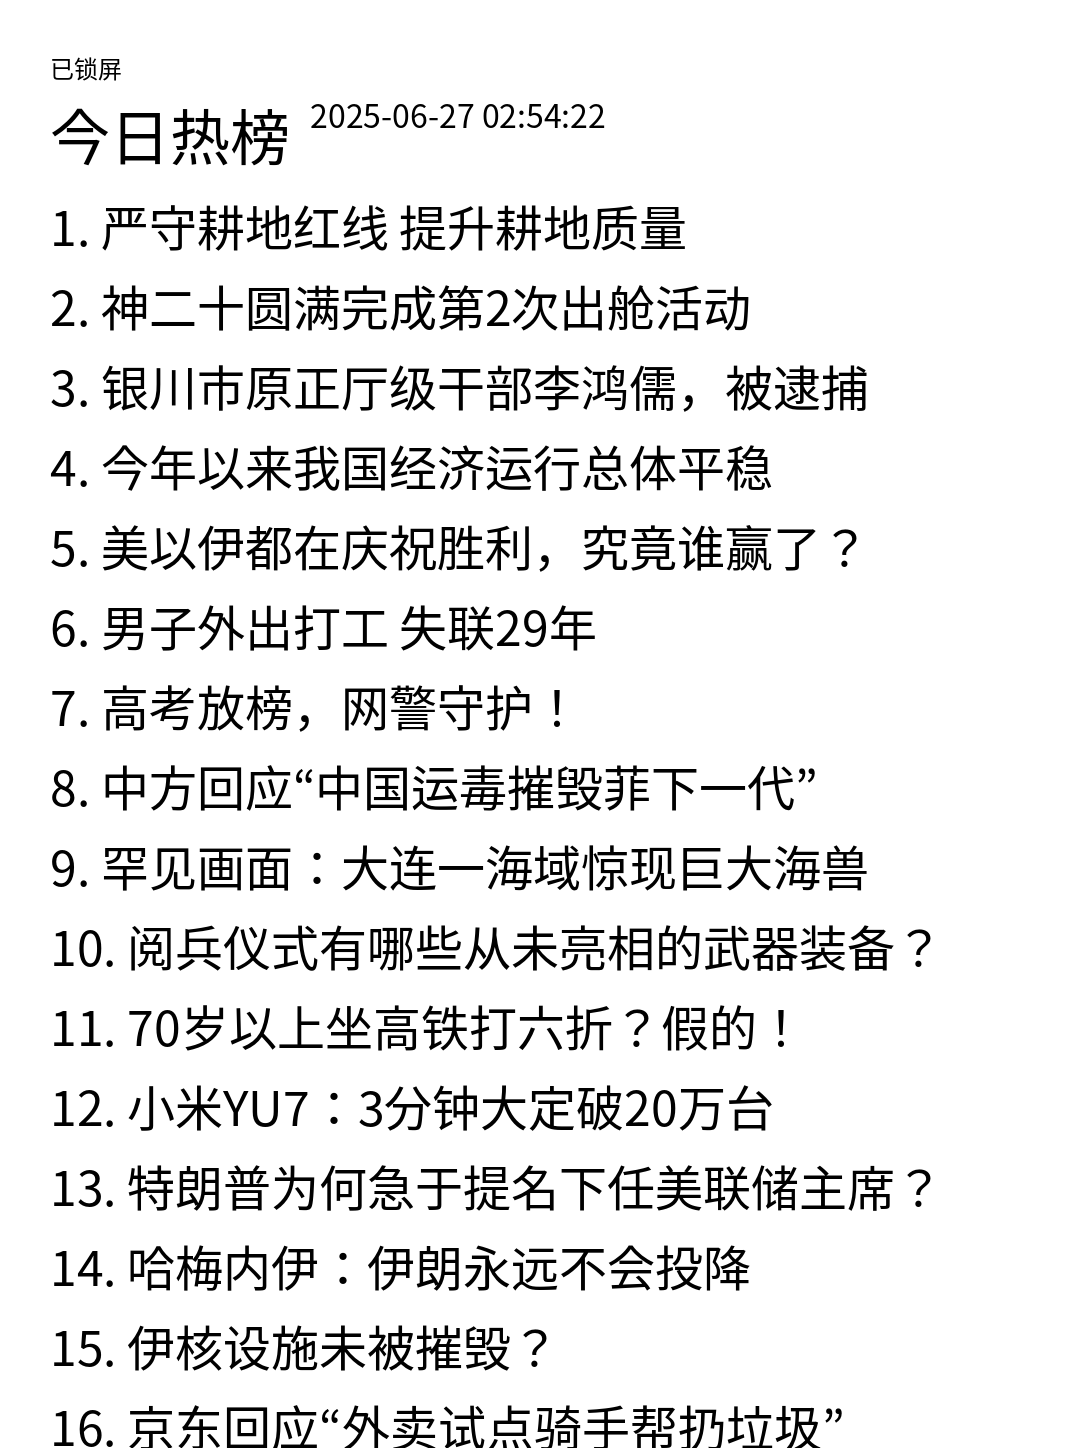 已锁屏
今日热榜 2025-06-27 02:54:22
1. 严守耕地红线 提升耕地质量
2. 神二十圆满完成第2次出舱活动
3. 银川市原正厅级干部李鸿儒，被逮捕
4. 今年以来我国经济运行总体平稳
5. 美以伊都在庆祝胜利，究竟谁赢了？
6. 男子外出打工 失联29年
7. 高考放榜，网警守护！
8. 中方回应“中国运毒摧毁菲下一代”
9. 罕见画面：大连一海域惊现巨大海兽
10. 阅兵仪式有哪些从未亮相的武器装备？
11. 70岁以上坐高铁打六折？假的！
12. 小米YU7：3分钟大定破20万台
13. 特朗普为何急于提名下任美联储主席？
14. 哈梅内伊：伊朗永远不会投降
15. 伊核设施未被摧毁？
16. 京东回应“外卖试点骑手帮扔垃圾”